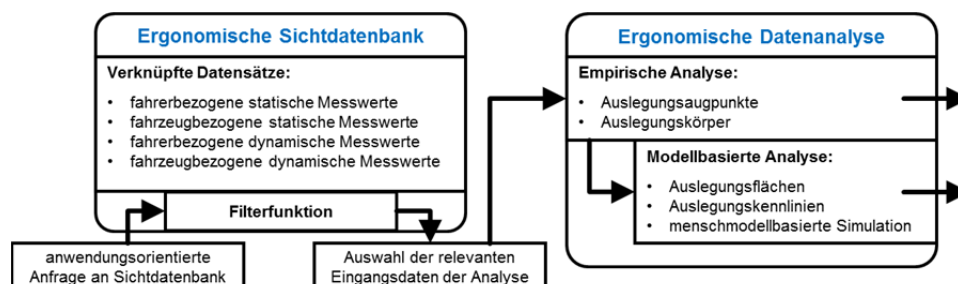 Ergonomische Sichtdatenbank
Verknüpfte Datensätze:
• fahrerbezogene statische Messwerte
• fahrzeugbezogene statische Messwerte
• fahrerbezogene dynamische Messwerte
• fahrzeugbezogene dynamische Messwerte
Filterfunktion
anwendungsorientierte
Anfrage an Sichtdatenbank
Auswahl der relevanten
Eingangsdaten der Analyse
Ergonomische Datenanalyse
Empirische Analyse:
• Auslegungsaugpunkte
• Auslegungskörper
Modellbasierte Analyse:
• Auslegungsflächen
• Auslegungskennlinien
• menschmodellbasierte Simulation